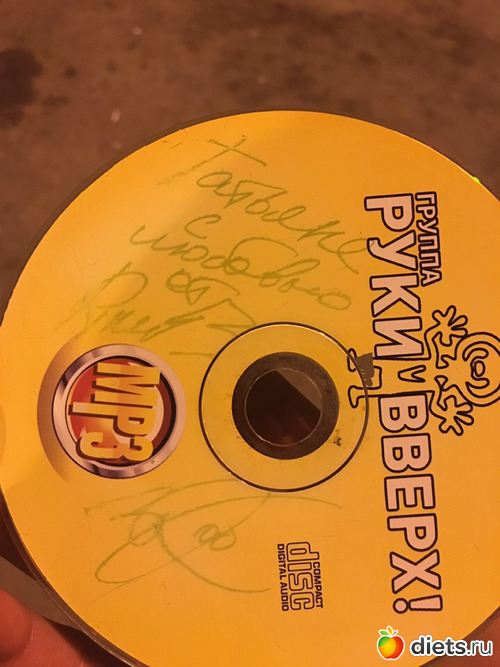 Татьяне
с любовью
от
ГРУППА
РУКИ ВВЕРХ!
MP3
COMPACT
disc
DIGITAL AUDIO
diets.ru